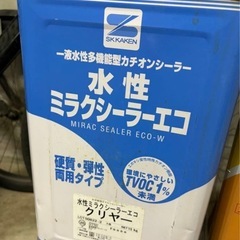 SK KAKEN
一液水性多機能型カチオンシーラー
水性
ミラクシーラーエコ
MIRAC SEALER ECO-W
硬質・弾性
両用タイプ
環境にやさしい
TVOC 1%
未満
水性ミラクシーラーエコ
クリヤー